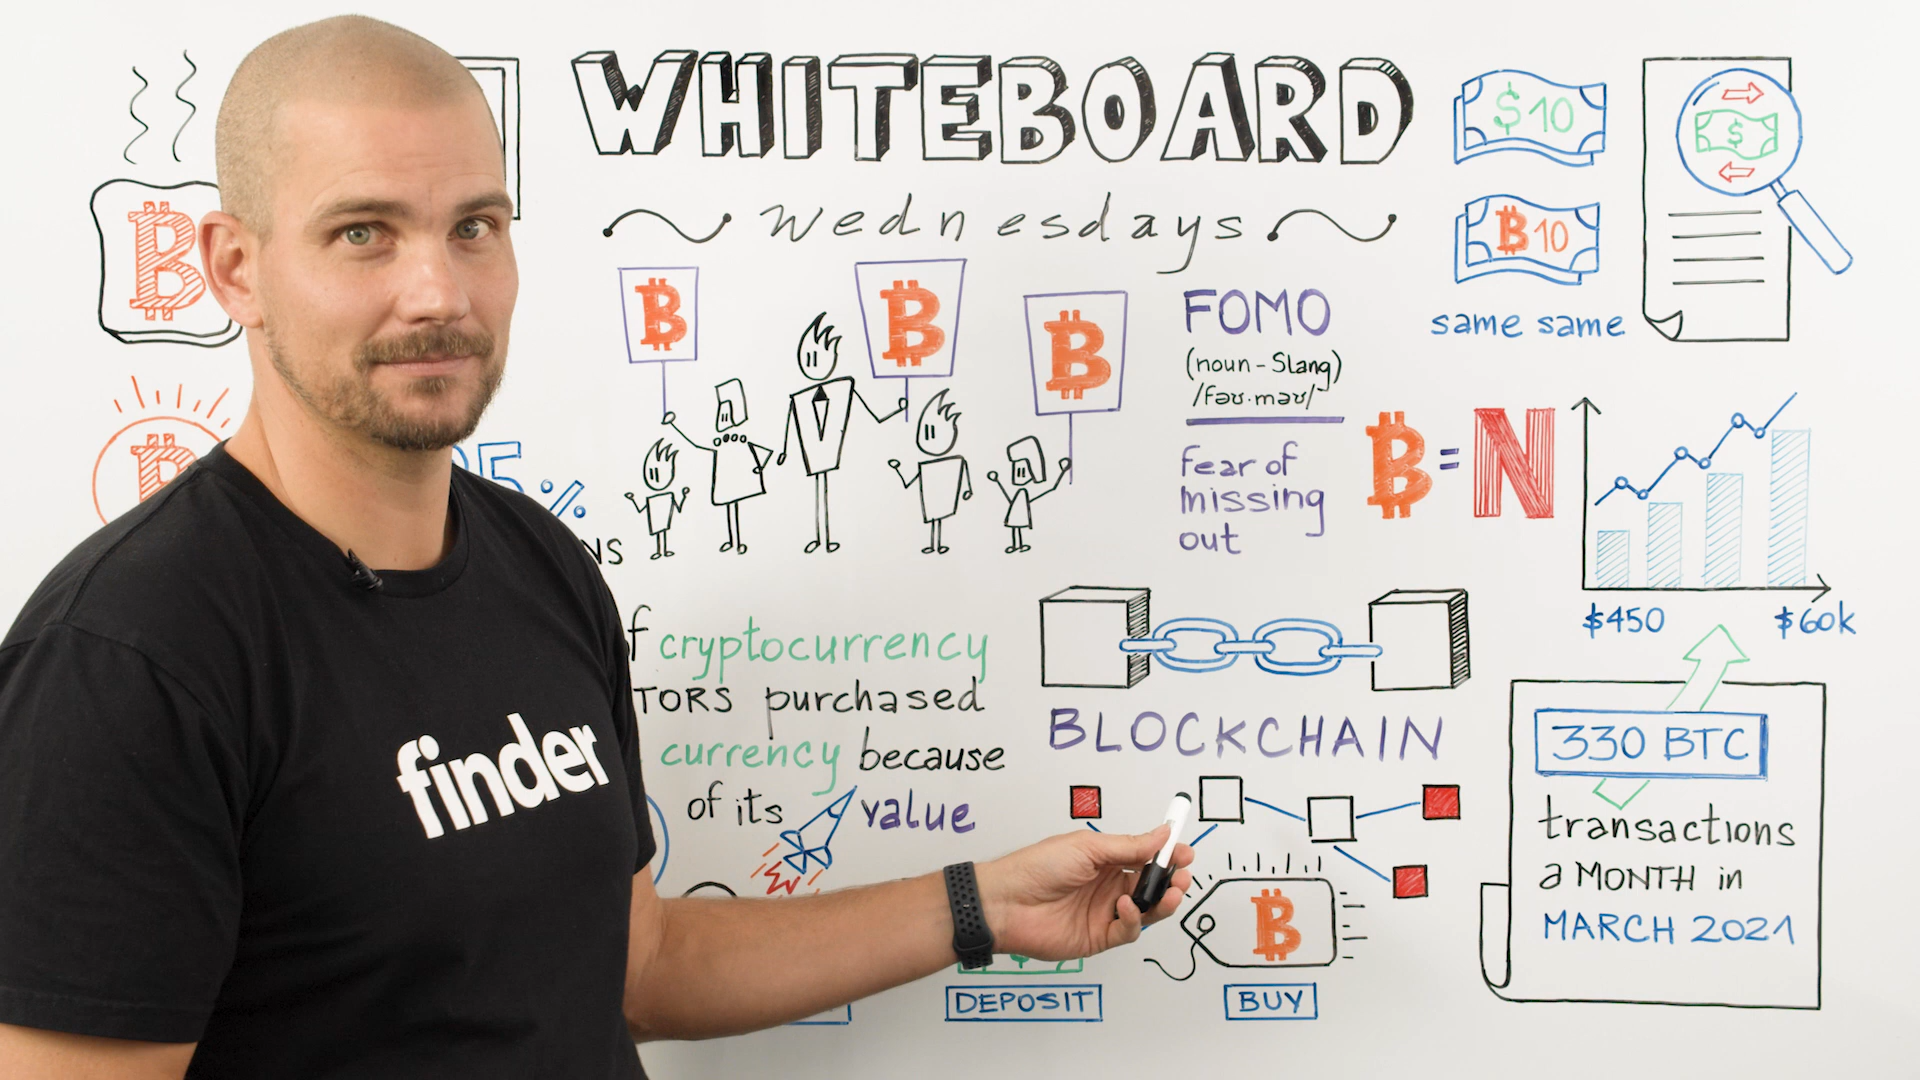 WHITEBOARD
wednesdays
$10
$
B10
same same
B
B
B
B
B
FOMO
(noun - Slang)
/fəʊ.məʊ/
fear of
missing
out
B = N
%
NS
$450
$60k
f cryptocurrency
TORS purchased
currency because
of its value
BLOCKCHAIN
finder
330 BTC
transactions
a MONTH in
MARCH 2021
B
$
DEPOSIT
BUY